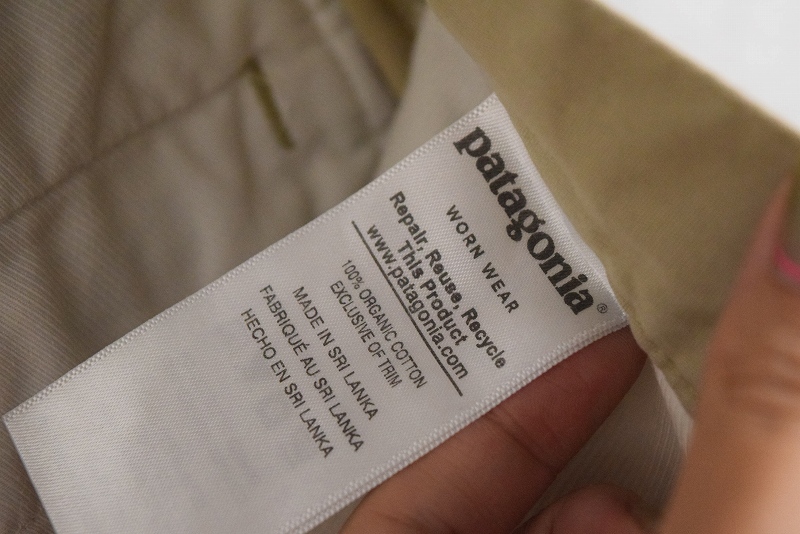 patagonia®
WORN WEAR
Repair, Reuse, Recycle
This Product
www.patagonia.com
100% ORGANIC COTTON
EXCLUSIVE OF TRIM
MADE IN SRI LANKA
FABRIQUÉ AU SRI LANKA
HECHO EN SRI LANKA